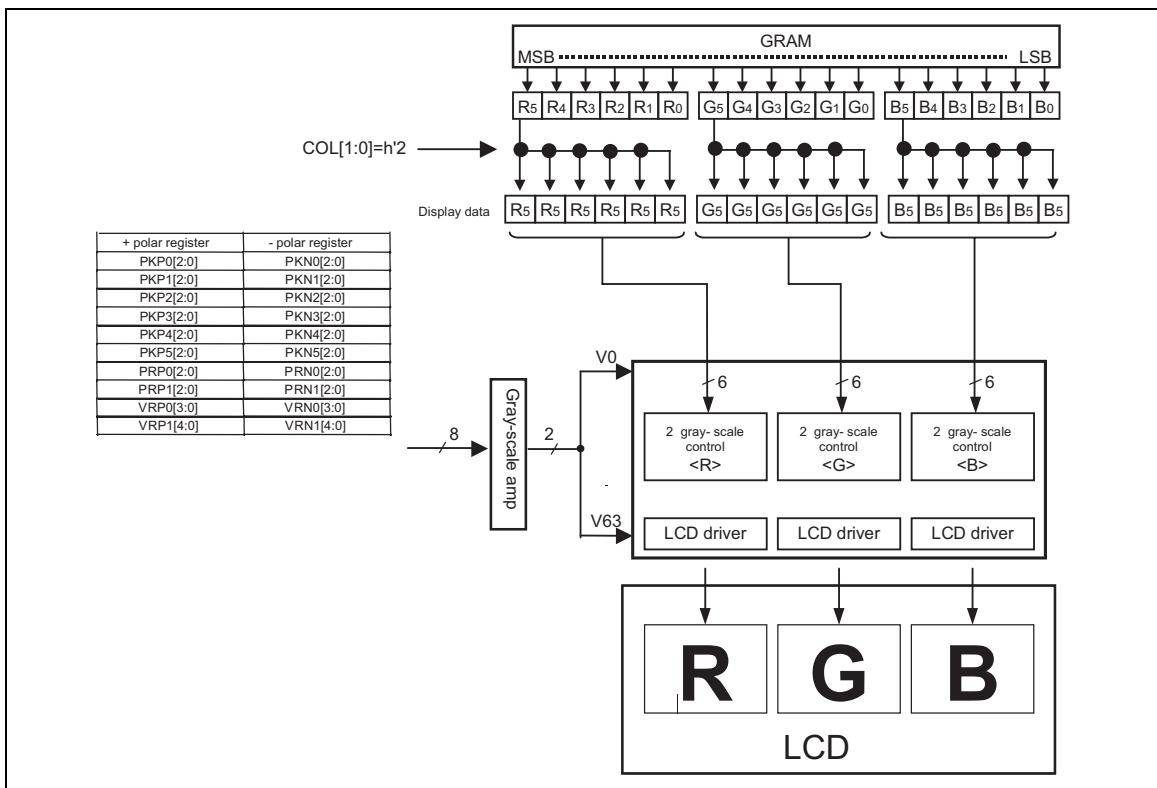 GRAM
MSB LSB
R5 R4 R3 R2 R1 R0 G5 G4 G3 G2 G1 G0 B5 B4 B3 B2 B1 B0
COL[1:0]=h'2
Display data R5 R5 R5 R5 R5 R5 G5 G5 G5 G5 G5 G5 B5 B5 B5 B5 B5 B5
+ polar register - polar register
PKP0[2:0] PKN0[2:0]
PKP1[2:0] PKN1[2:0]
PKP2[2:0] PKN2[2:0]
PKP3[2:0] PKN3[2:0]
PKP4[2:0] PKN4[2:0]
PKP5[2:0] PKN5[2:0]
PRP0[2:0] PRN0[2:0]
PRP1[2:0] PRN1[2:0]
VRP0[3:0] VRN0[3:0]
VRP1[4:0] VRN1[4:0]
8
Gray-scale amp
2
V0
V63
6 6 6
2 gray- scale control <R>
2 gray- scale control <G>
2 gray- scale control <B>
LCD driver LCD driver LCD driver
R G B
LCD